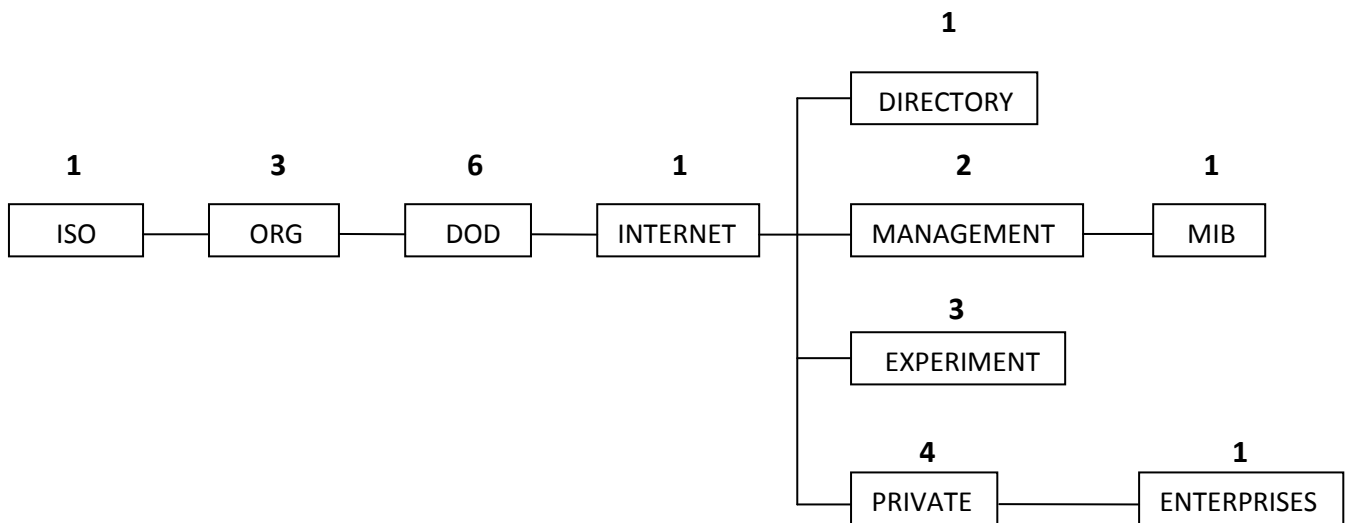 1
DIRECTORY
1 3 6 1 2 1
ISO ORG DOD INTERNET MANAGEMENT MIB
3
EXPERIMENT
4 1
PRIVATE ENTERPRISES